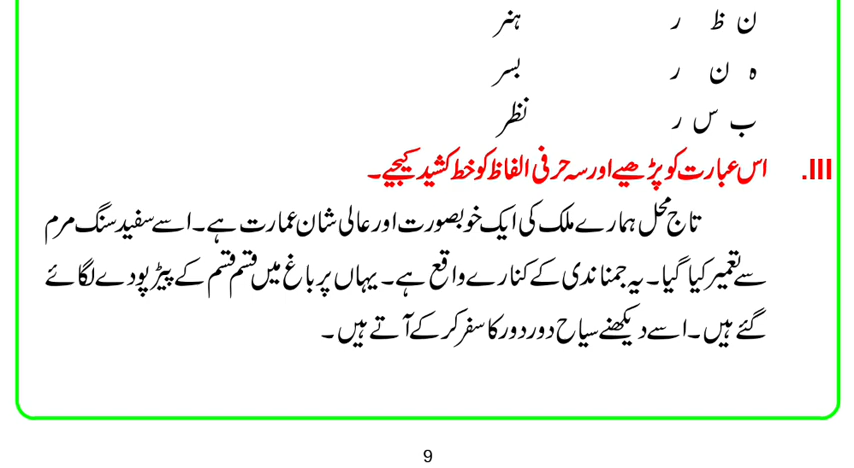 ن ظ ر ہنر
ہ ن ر بسر
ب س ر نظر
III. اس عبارت کو پڑھیے اور سہ حرفی الفاظ کو خط کشید کیجیے۔
تاج محل ہمارے ملک کی ایک خوبصورت اور عالی شان عمارت ہے۔ اسے سفید سنگ مرمر
سے تعمیر کیا گیا۔ یہ جمنا ندی کے کنارے واقع ہے۔ یہاں پر باغ میں قسم قسم کے پیڑ پودے لگائے
گئے ہیں۔ اسے دیکھنے سیاح دور دور کا سفر کر کے آتے ہیں۔
9